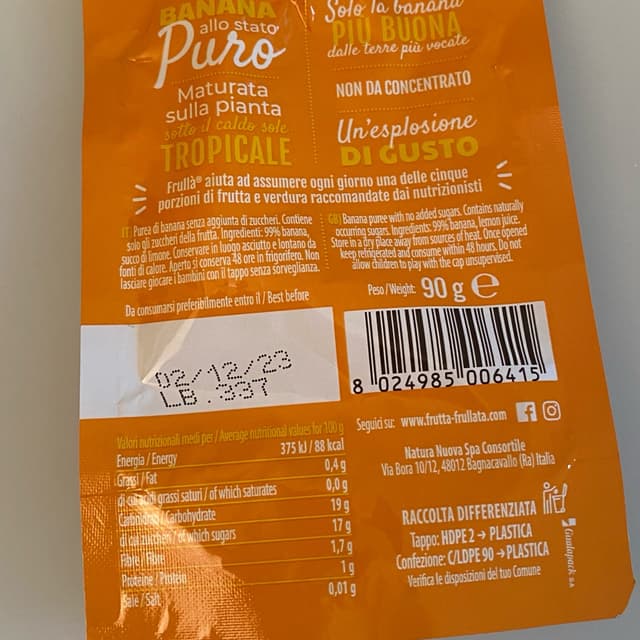 BANANA
allo stato
Puro
Maturata
sulla pianta
sotto il caldo sole
TROPICALE
Solo la banana
PIÙ BUONA
dalle terre più vocate
NON DA CONCENTRATO
Un'esplosione
DI GUSTO
Frullà® aiuta ad assumere ogni giorno una delle cinque
porzioni di frutta e verdura raccomandate dai nutrizionisti
IT Purea di banana senza aggiunta di zuccheri. Contiene
solo gli zuccheri della frutta. Ingredienti: 99% banana,
succo di limone. Conservare in luogo asciutto e lontano da
fonti di calore. Aperto si conserva 48 ore in frigorifero. Non
lasciare giocare i bambini con il tappo senza sorveglianza.
GB Banana puree with no added sugars. Contains naturally
occurring sugars. Ingredients: 99% banana, lemon juice.
Store in a dry place away from sources of heat. Once opened
keep refrigerated and consume within 48 hours. Do not
allow children to play with the cap unsupervised.
Da consumarsi preferibilmente entro il / Best before
Peso / Weight: 90 g e
02/12/23
LB .337
8 024985 006415
Valori nutrizionali medi per / Average nutritional values for 100 g
Energia / Energy 375 kJ / 88 kcal
Grassi / Fat 0,4 g
di cui acidi grassi saturi / of which saturates 0,0 g
Carboidrati / Carbohydrate 19 g
di cui zuccheri / of which sugars 17 g
Fibre / Fibre 1,7 g
Proteine / Protein 1 g
Sale / Salt 0,01 g
Seguici su: www.frutta-frullata.com
Natura Nuova Spa Consortile
Via Bora 10/12, 48012 Bagnacavallo (Ra) Italia
RACCOLTA DIFFERENZIATA
Tappo: HDPE 2 → PLASTICA
Confezione: C/LDPE 90 → PLASTICA
Verifica le disposizioni del tuo Comune
Gualapack S.p.A.